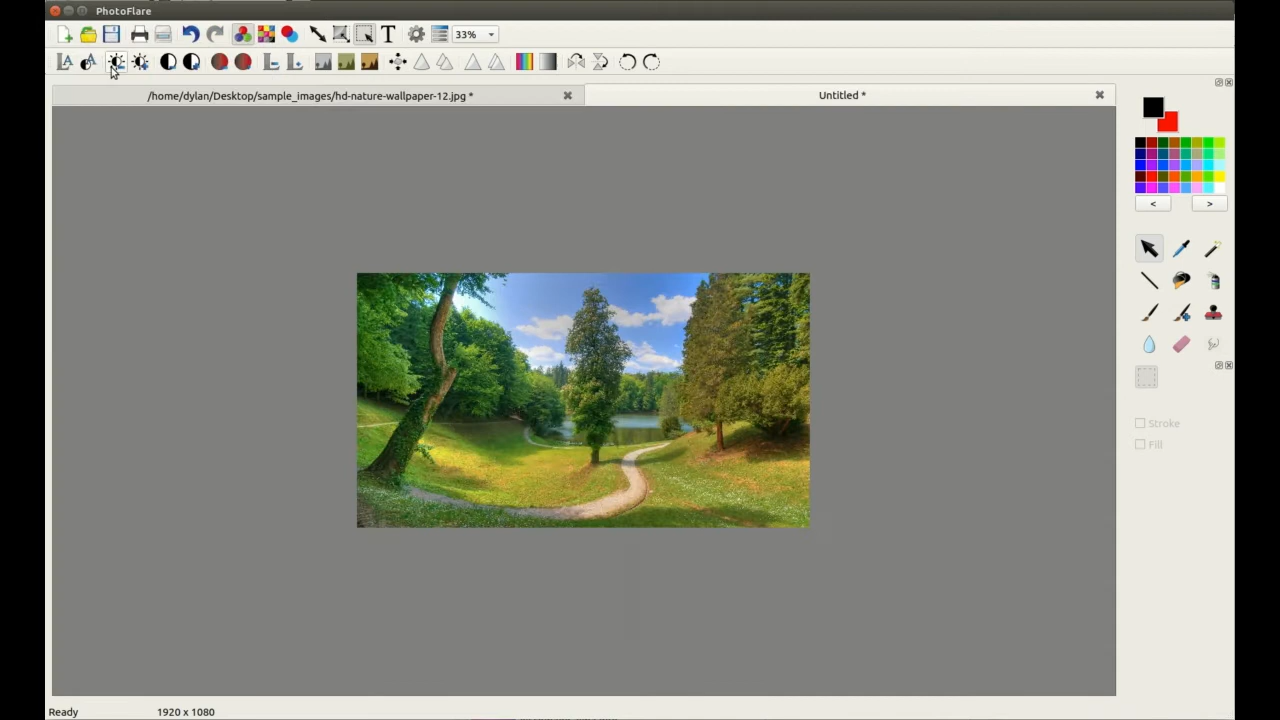 PhotoFlare
T 33%
/home/dylan/Desktop/sample_images/hd-nature-wallpaper-12.jpg *
Untitled *
< >
Stroke
Fill
Ready 1920 x 1080